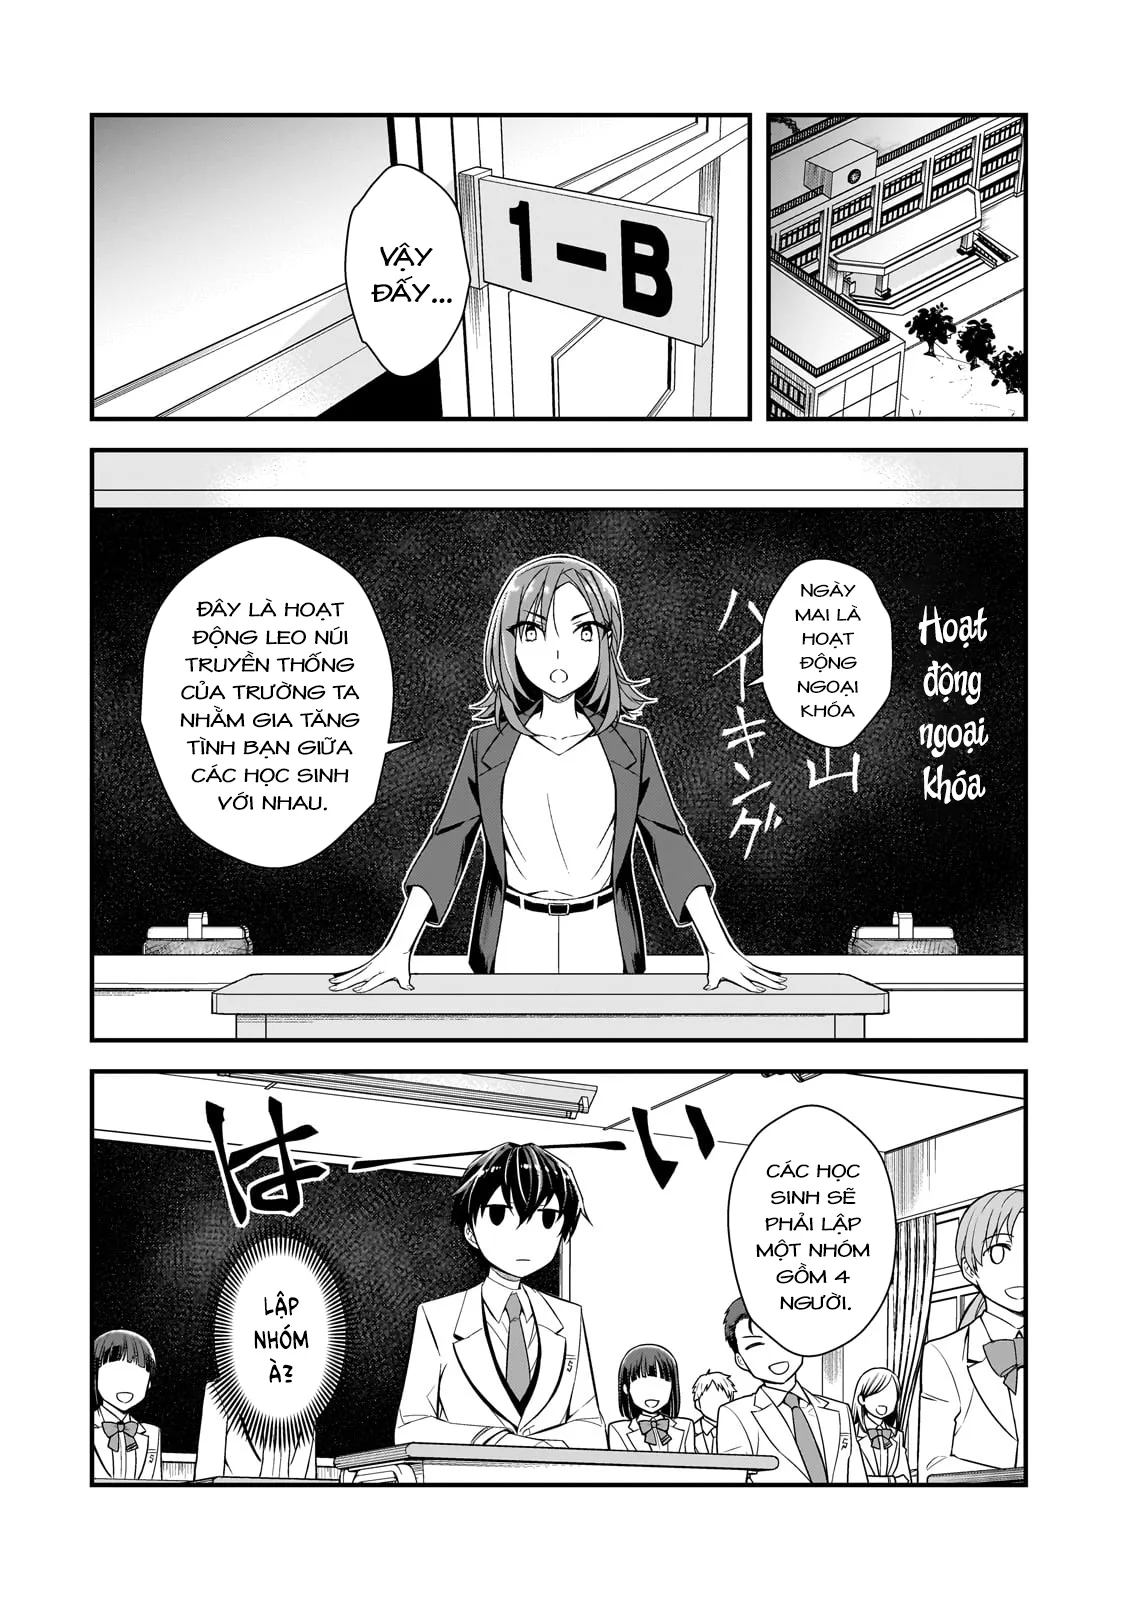 1-B
VẬY
ĐẤY...
Hoạt
động
ngoại
khóa
NGÀY
MAI LÀ
HOẠT
ĐỘNG
NGOẠI
KHÓA
山
ハイキング
ĐÂY LÀ HOẠT
ĐỘNG LEO NÚI
TRUYỀN THỐNG
CỦA TRƯỜNG TA
NHẰM GIA TĂNG
TÌNH BẠN GIỮA
CÁC HỌC SINH
VỚI NHAU.
CÁC HỌC
SINH SẼ
PHẢI LẬP
MỘT NHÓM
GỒM 4
NGƯỜI.
はーい
LẬP
NHÓM
À?